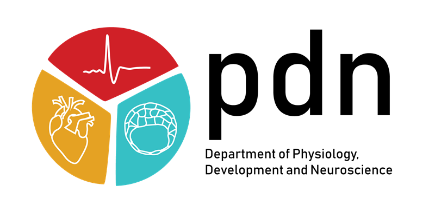 pdn
Department of Physiology,
Development and Neuroscience